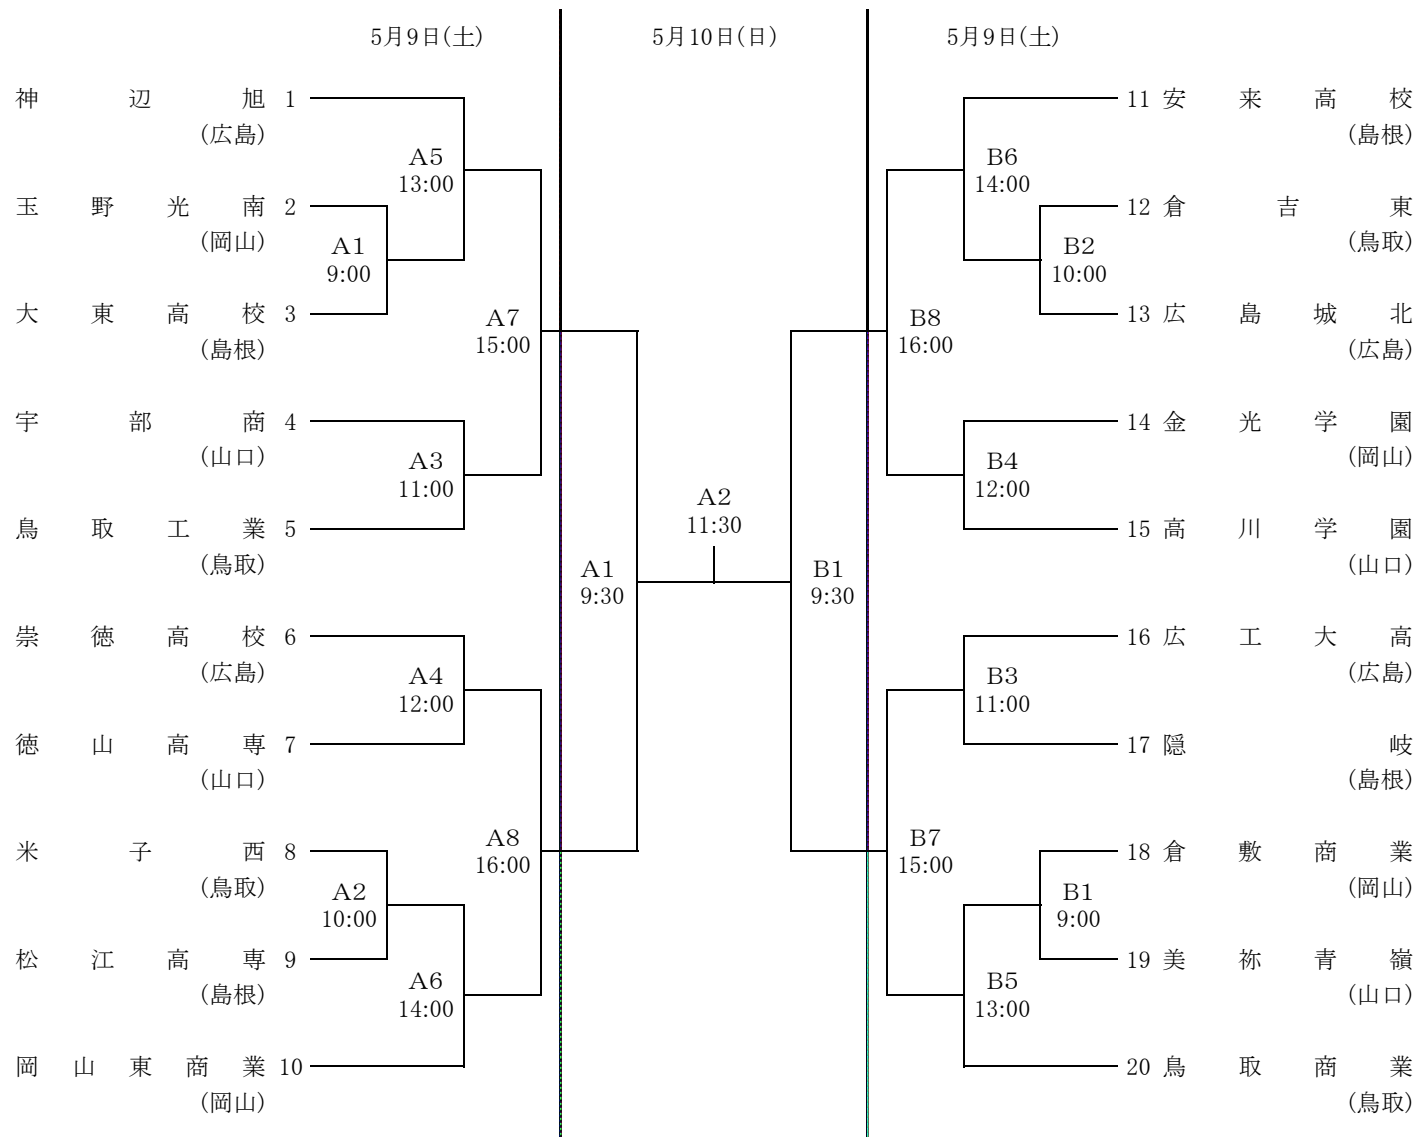 5月9日(土) 5月10日(日) 5月9日(土)
神辺旭 1 11 安来高校
(広島) (島根)
A5 B6
13:00 14:00
玉野光南 2 12 倉吉東
(岡山) (鳥取)
A1 B2
9:00 10:00
大東高校 3 13 広島城北
A7 B8
(島根) 15:00 16:00 (広島)
宇部商 4 14 金光学園
(山口) (岡山)
A3 B4
11:00 12:00
A2
鳥取工業 5 11:30 15 高川学園
(鳥取) (山口)
A1 B1
9:30 9:30
崇徳高校 6 16 広工大高
(広島) (広島)
A4 B3
12:00 11:00
徳山高専 7 17 隠岐
(山口) (島根)
A8 B7
米子西 8 18 倉敷商業
16:00 15:00
(鳥取) (岡山)
A2 B1
10:00 9:00
松江高専 9 19 美祢青嶺
A6 B5
(島根) (山口)
14:00 13:00
岡山東商業 10 20 鳥取商業
(岡山) (鳥取)